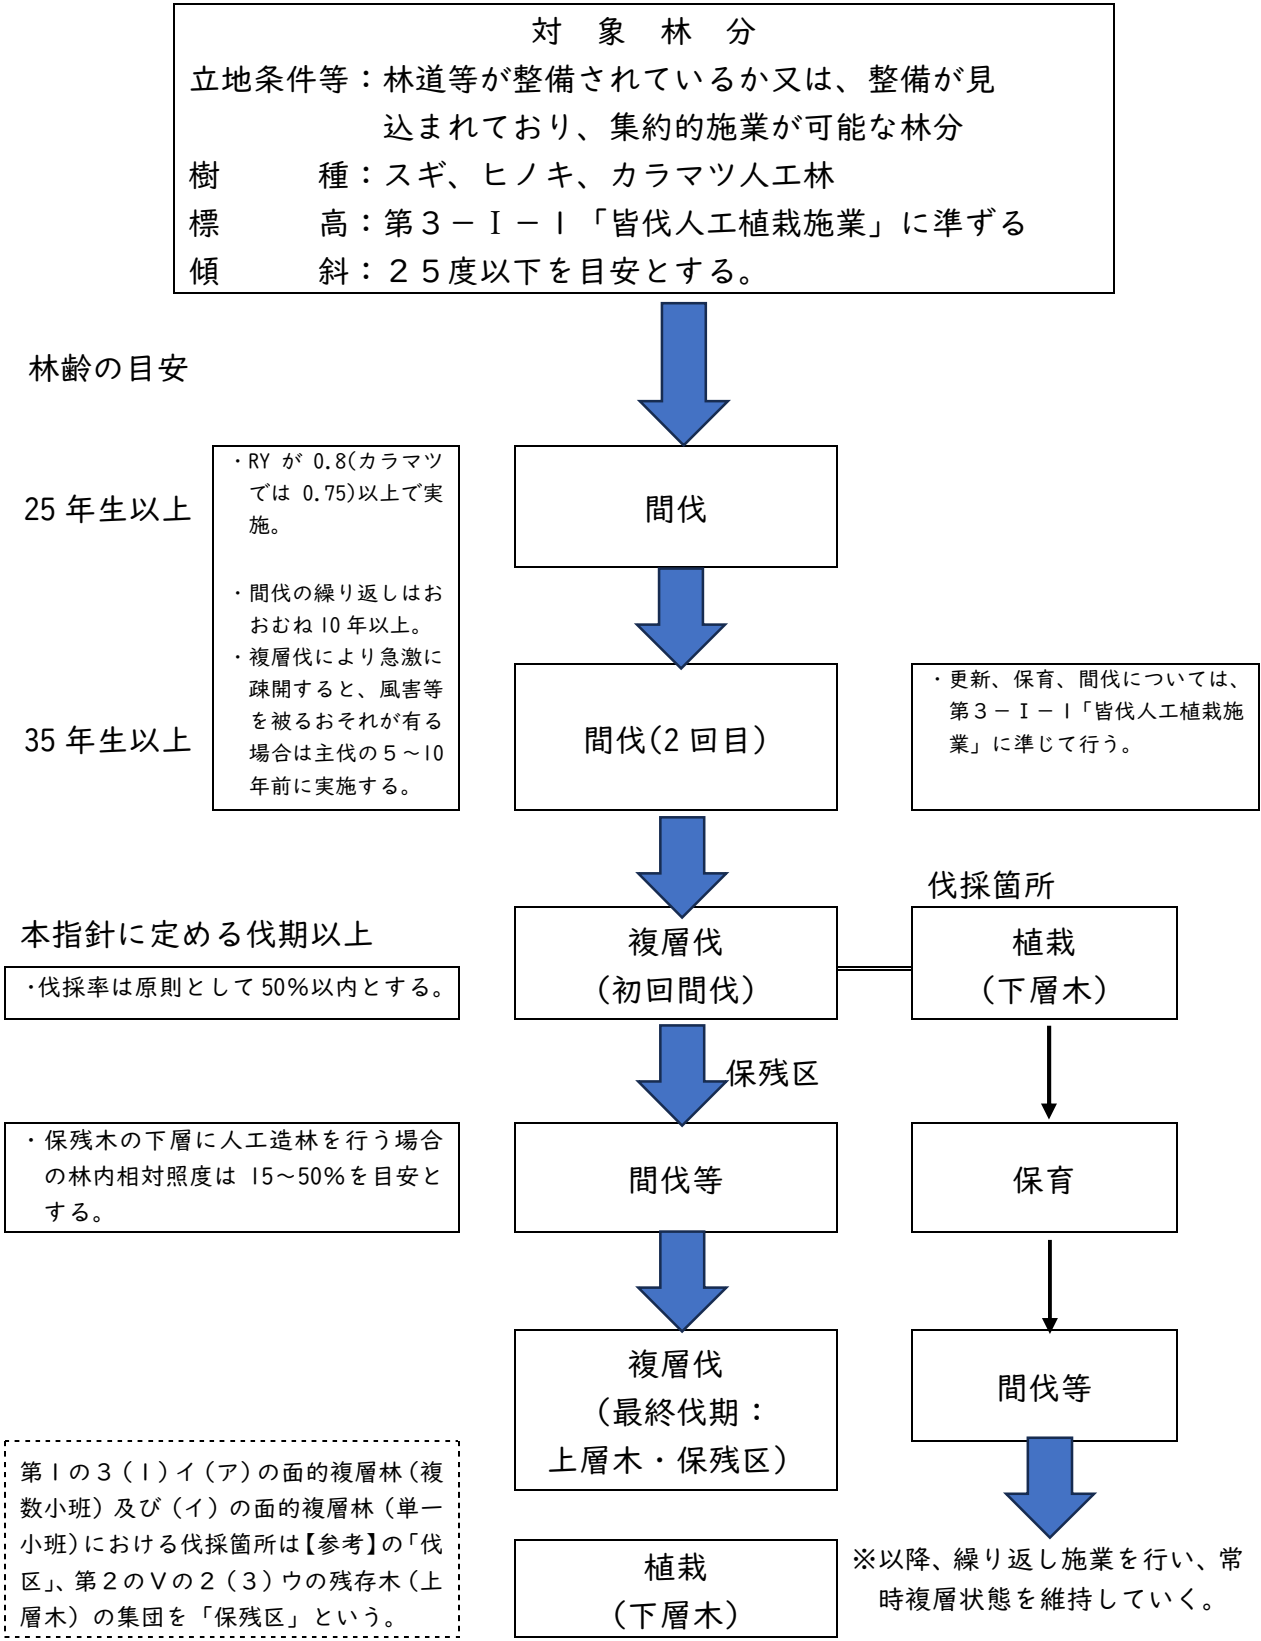 対 象 林 分
立地条件等：林道等が整備されているか又は、整備が見
込まれており、集約的施業が可能な林分
樹　　　種：スギ、ヒノキ、カラマツ人工林
標　　　高：第３－Ⅰ－１「皆伐人工植栽施業」に準ずる
傾　　　斜：２５度以下を目安とする。
林齢の目安
25 年生以上
・RY が 0.8(カラマツ
では 0.75)以上で実
施。
・間伐の繰り返しはお
おむね 10 年以上。
・複層伐により急激に
疎開すると、風害等
を被るおそれが有る
場合は主伐の５～10
年前に実施する。
間伐
35 年生以上
間伐(2 回目)
・更新、保育、間伐については、
第３－Ⅰ－１「皆伐人工植栽施
業」に準じて行う。
伐採箇所
本指針に定める伐期以上
・伐採率は原則として 50%以内とする。
複層伐
（初回間伐）
植栽
（下層木）
保残区
・保残木の下層に人工造林を行う場合
の林内相対照度は 15～50%を目安と
する。
間伐等
保育
複層伐
（最終伐期：
上層木・保残区）
間伐等
第１の３（１）イ（ア）の面的複層林（複
数小班）及び（イ）の面的複層林（単一
小班）における伐採箇所は【参考】の「伐
区」、第２のⅤの２（３）ウの残存木（上
層木）の集団を「保残区」という。
植栽
（下層木）
※以降、繰り返し施業を行い、常
時複層状態を維持していく。